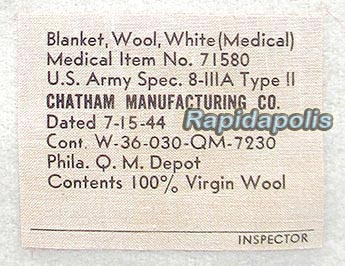 Blanket, Wool, White (Medical)
Medical Item No. 71580
U.S. Army Spec. 8-IIIA Type II
CHATHAM MANUFACTURING CO.
Dated 7-15-44 Rapidapolis
Cont. W-36-030-QM-7230
Phila. Q. M. Depot
Contents 100% Virgin Wool
INSPECTOR